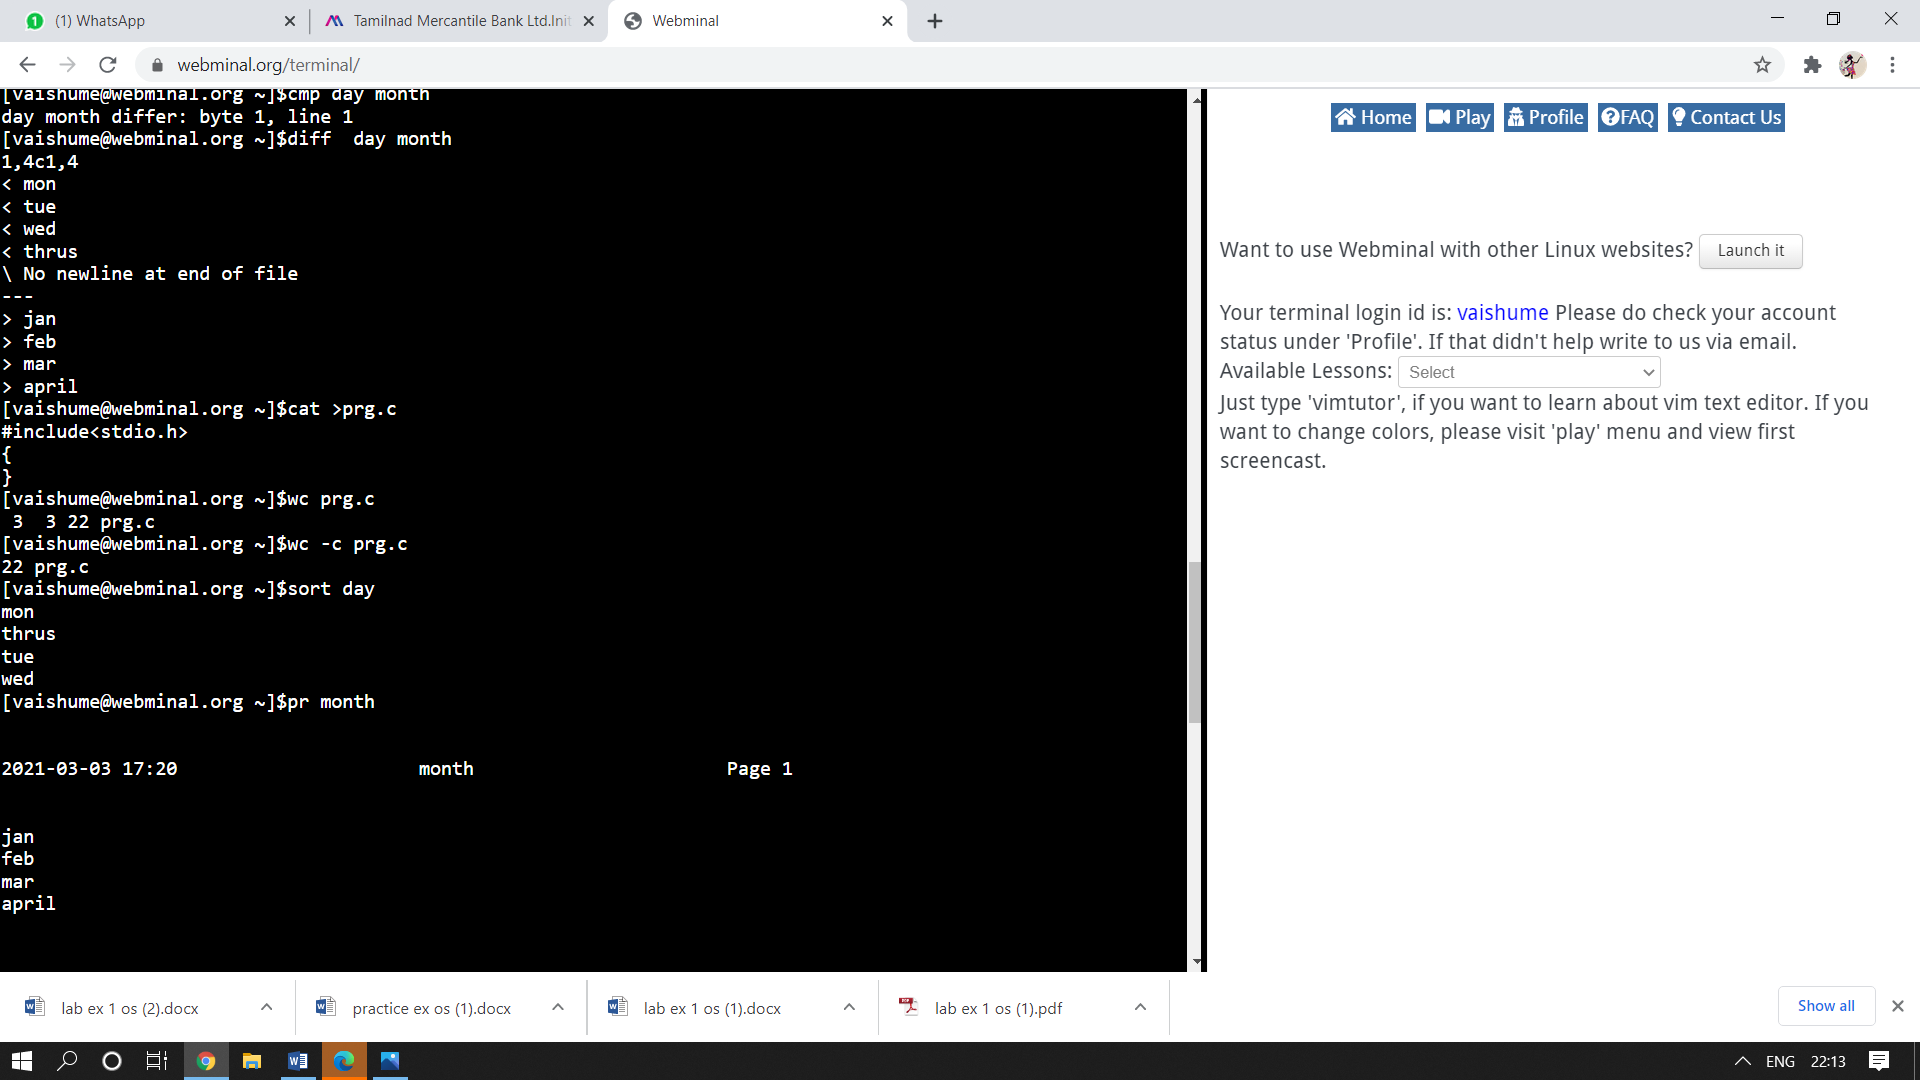 (1) WhatsApp
Tamilnad Mercantile Bank Ltd.Init
Webminal
webminal.org/terminal/
[vaishume@webminal.org ~]$cmp day month
day month differ: byte 1, line 1
[vaishume@webminal.org ~]$diff  day month
1,4c1,4
< mon
< tue
< wed
< thrus
\ No newline at end of file
---
> jan
> feb
> mar
> april
[vaishume@webminal.org ~]$cat >prg.c
#include<stdio.h>
{
}
[vaishume@webminal.org ~]$wc prg.c
 3  3 22 prg.c
[vaishume@webminal.org ~]$wc -c prg.c
22 prg.c
[vaishume@webminal.org ~]$sort day
mon
thrus
tue
wed
[vaishume@webminal.org ~]$pr month
2021-03-03 17:20 month Page 1
jan
feb
mar
april
Home Play Profile FAQ Contact Us
Want to use Webminal with other Linux websites? Launch it
Your terminal login id is: vaishume Please do check your account
status under 'Profile'. If that didn't help write to us via email.
Available Lessons: Select
Just type 'vimtutor', if you want to learn about vim text editor. If you
want to change colors, please visit 'play' menu and view first
screencast.
lab ex 1 os (2).docx
practice ex os (1).docx
lab ex 1 os (1).docx
lab ex 1 os (1).pdf
Show all
ENG 22:13